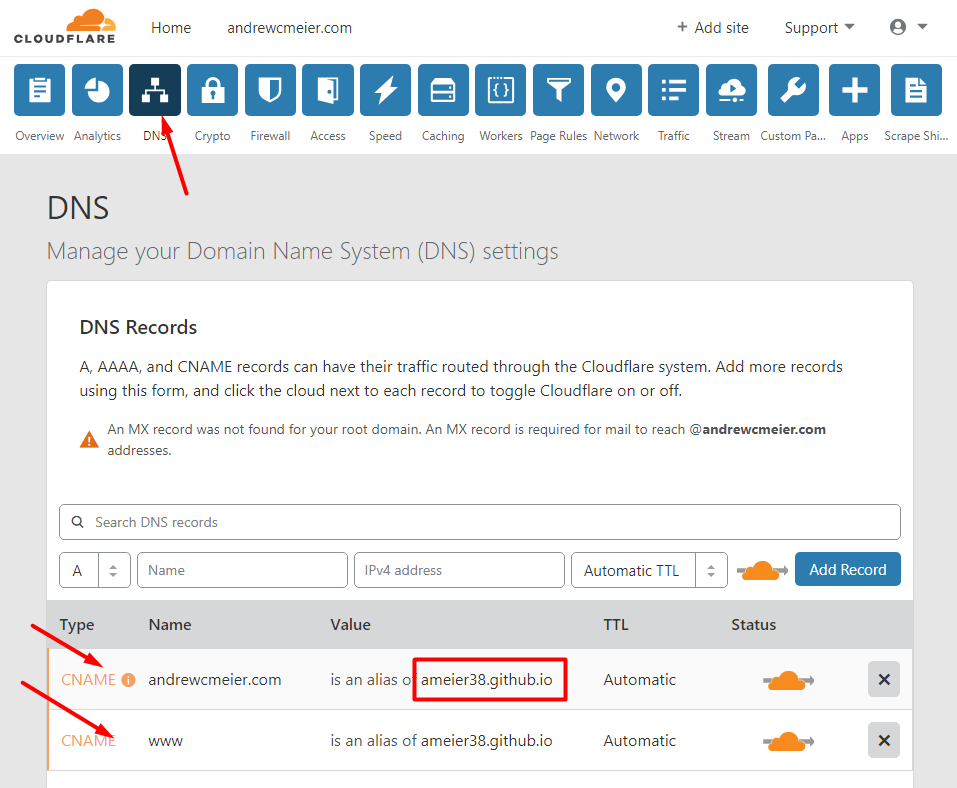 CLOUDFLARE Home andrewcmeier.com + Add site Support
Overview Analytics DNS Crypto Firewall Access Speed Caching Workers Page Rules Network Traffic Stream Custom Pa... Apps Scrape Shi...
DNS
Manage your Domain Name System (DNS) settings
DNS Records
A, AAAA, and CNAME records can have their traffic routed through the Cloudflare system. Add more records
using this form, and click the cloud next to each record to toggle Cloudflare on or off.
An MX record was not found for your root domain. An MX record is required for mail to reach @andrewcmeier.com
addresses.
Search DNS records
A Name IPv4 address Automatic TTL Add Record
Type Name Value TTL Status
CNAME andrewcmeier.com is an alias of ameier38.github.io Automatic
CNAME www is an alias of ameier38.github.io Automatic